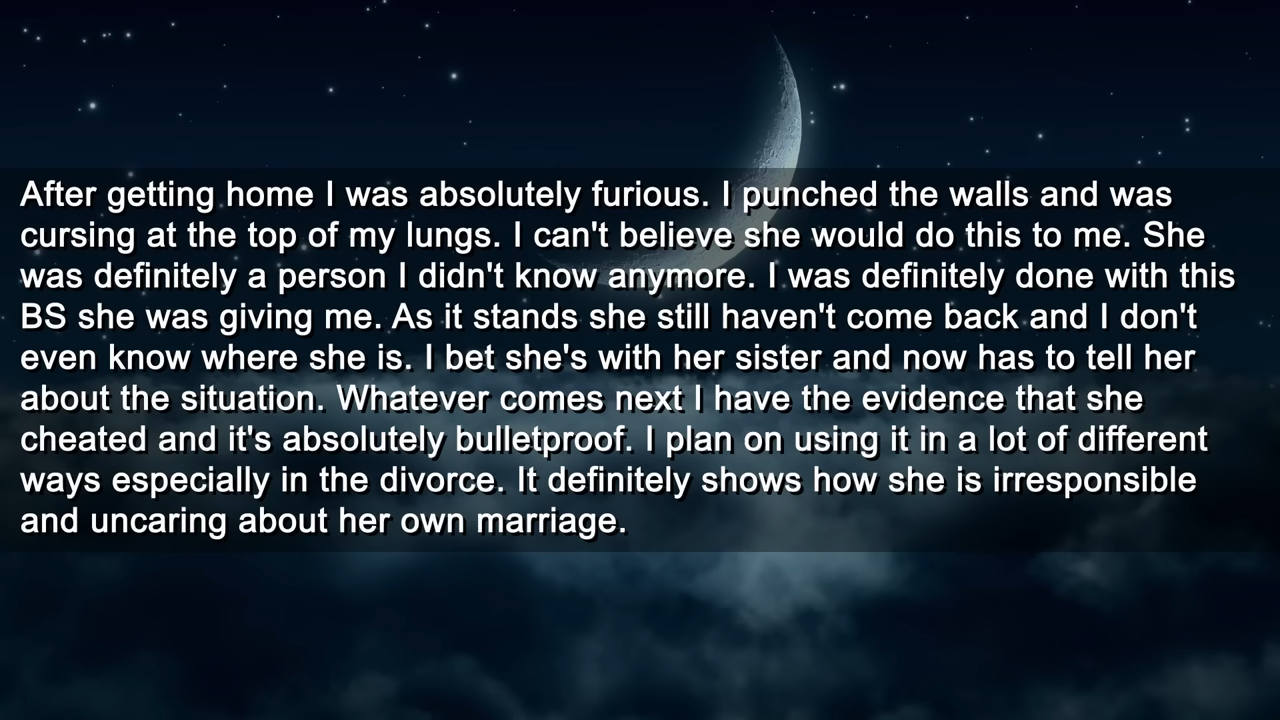 After getting home I was absolutely furious. I punched the walls and was
cursing at the top of my lungs. I can't believe she would do this to me. She
was definitely a person I didn't know anymore. I was definitely done with this
BS she was giving me. As it stands she still haven't come back and I don't
even know where she is. I bet she's with her sister and now has to tell her
about the situation. Whatever comes next I have the evidence that she
cheated and it's absolutely bulletproof. I plan on using it in a lot of different
ways especially in the divorce. It definitely shows how she is irresponsible
and uncaring about her own marriage.